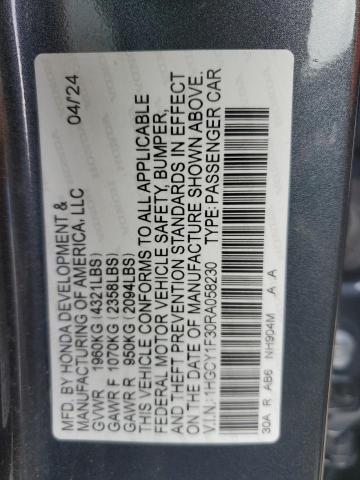 MFD. BY HONDA DEVELOPMENT & 04/24
MANUFACTURING OF AMERICA, LLC
GVWR 1960KG (4321LBS)
GAWR F 1070KG (2358LBS)
GAWR R 950KG (2094LBS)
THIS VEHICLE CONFORMS TO ALL APPLICABLE
FEDERAL MOTOR VEHICLE SAFETY, BUMPER,
AND THEFT PREVENTION STANDARDS IN EFFECT
ON THE DATE OF MANUFACTURE SHOWN ABOVE.
V.I.N.:1HGCY1F30RA058230 TYPE:PASSENGER CAR
30A R AB6 NH904M A A